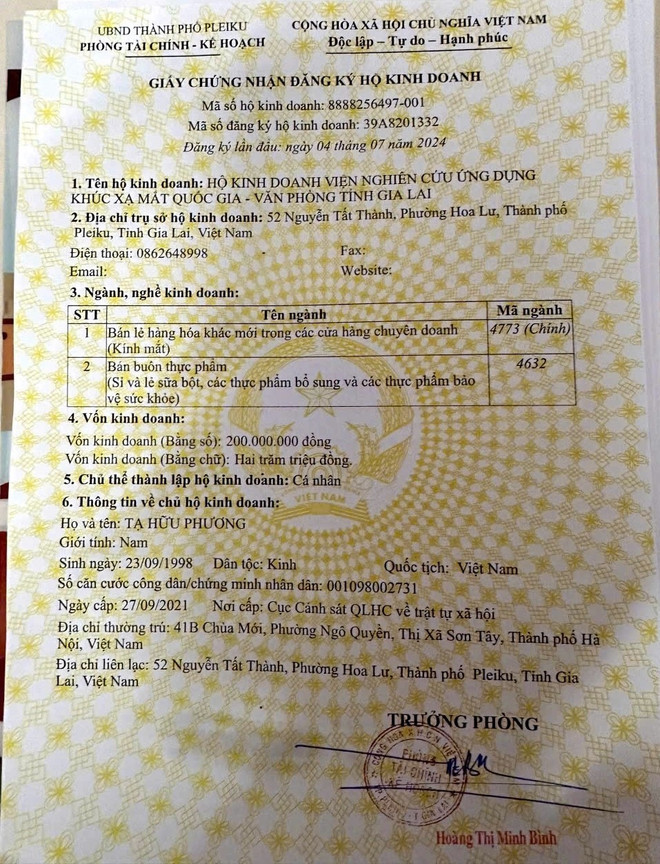 UBND THÀNH PHỐ PLEIKU
PHÒNG TÀI CHÍNH - KẾ HOẠCH
CỘNG HÒA XÃ HỘI CHỦ NGHĨA VIỆT NAM
Độc lập – Tự do – Hạnh phúc
GIẤY CHỨNG NHẬN ĐĂNG KÝ HỘ KINH DOANH
Mã số hộ kinh doanh: 8888256497-001
Mã số đăng ký hộ kinh doanh: 39A8201332
Đăng ký lần đầu: ngày 04 tháng 07 năm 2024
1. Tên hộ kinh doanh: HỘ KINH DOANH VIỆN NGHIÊN CỨU ỨNG DỤNG
KHÚC XẠ MẮT QUỐC GIA - VĂN PHÒNG TỈNH GIA LAI
2. Địa chỉ trụ sở hộ kinh doanh: 52 Nguyễn Tất Thành, Phường Hoa Lư, Thành phố
Pleiku, Tỉnh Gia Lai, Việt Nam
Điện thoại: 0862648998 Fax:
Email: Website:
3. Ngành, nghề kinh doanh:
STT Tên ngành Mã ngành
1 Bán lẻ hàng hóa khác mới trong các cửa hàng chuyên doanh 4773 (Chính)
(Kính mắt)
2 Bán buôn thực phẩm 4632
(Sỉ và lẻ sữa bột, các thực phẩm bổ sung và các thực phẩm bảo
vệ sức khỏe)
4. Vốn kinh doanh:
Vốn kinh doanh (Bằng số): 200.000.000 đồng
Vốn kinh doanh (Bằng chữ): Hai trăm triệu đồng.
5. Chủ thể thành lập hộ kinh doanh: Cá nhân
6. Thông tin về chủ hộ kinh doanh:
Họ và tên: TẠ HỮU PHƯƠNG
Giới tính: Nam
Sinh ngày: 23/09/1998 Dân tộc: Kinh Quốc tịch: Việt Nam
Số căn cước công dân/chứng minh nhân dân: 001098002731
Ngày cấp: 27/09/2021 Nơi cấp: Cục Cảnh sát QLHC về trật tự xã hội
Địa chỉ thường trú: 41B Chùa Mới, Phường Ngô Quyền, Thị Xã Sơn Tây, Thành phố Hà
Nội, Việt Nam
Địa chỉ liên lạc: 52 Nguyễn Tất Thành, Phường Hoa Lư, Thành phố Pleiku, Tỉnh Gia
Lai, Việt Nam
VIỆT NAM
TRƯỞNG PHÒNG
PHÒNG
TÀI CHÍNH
KẾ HOẠCH
Hoàng Thị Minh Bình